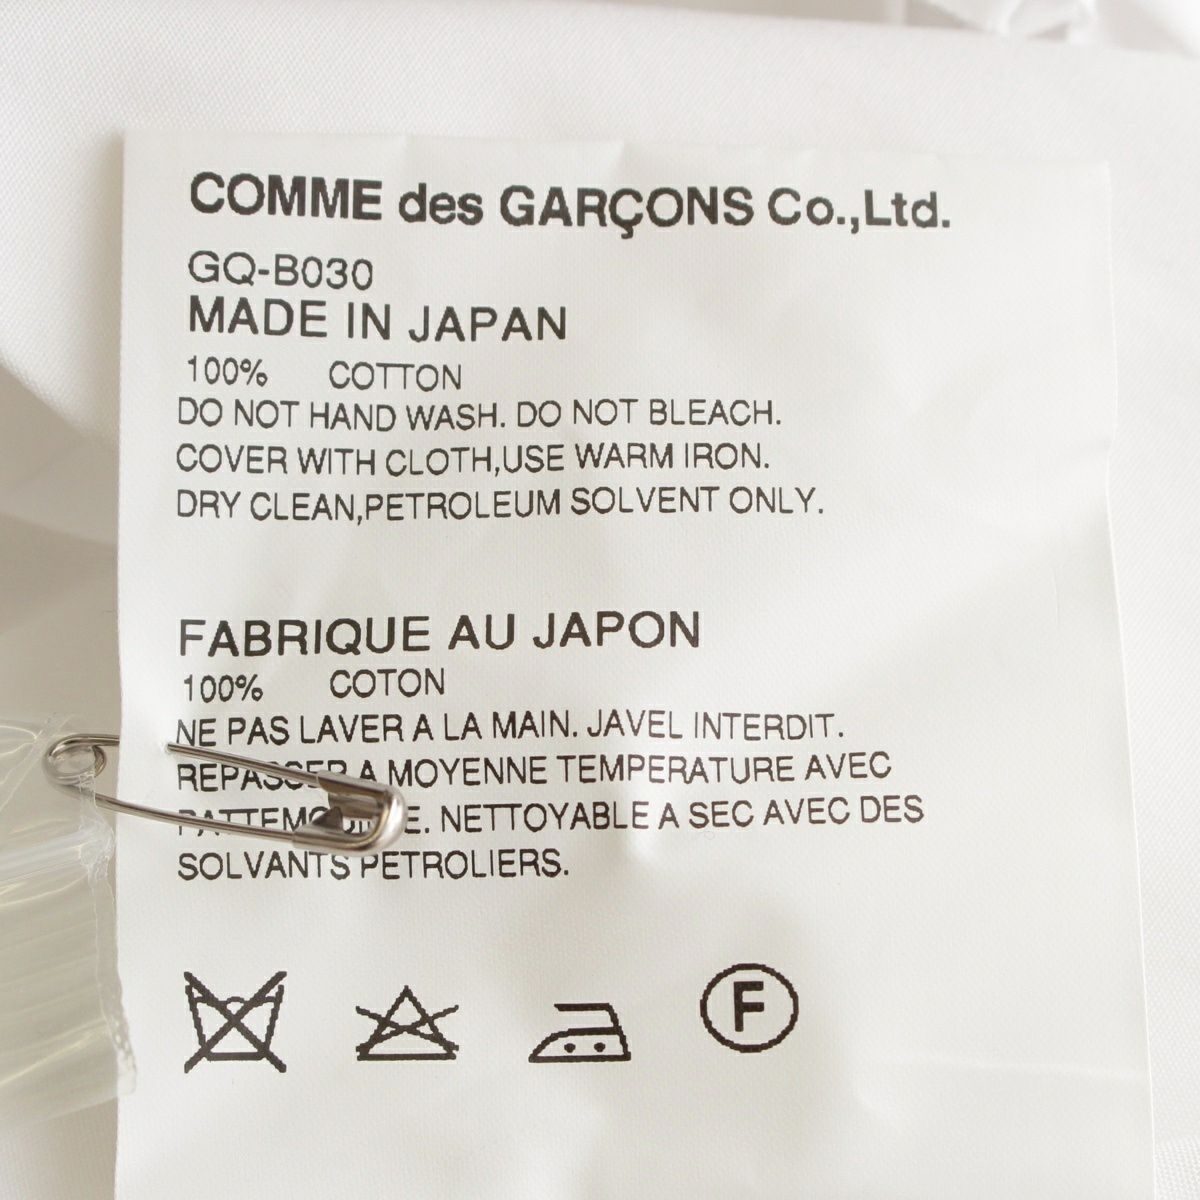 COMME des GARÇONS Co.,Ltd.
GQ-B030
MADE IN JAPAN
100% COTTON
DO NOT HAND WASH. DO NOT BLEACH.
COVER WITH CLOTH,USE WARM IRON.
DRY CLEAN,PETROLEUM SOLVENT ONLY.
FABRIQUE AU JAPON
100% COTON
NE PAS LAVER A LA MAIN. JAVEL INTERDIT.
REPASSER A MOYENNE TEMPERATURE AVEC
NETTOYABLE A SEC AVEC DES
SOLVANTS PETROLIERS.
F